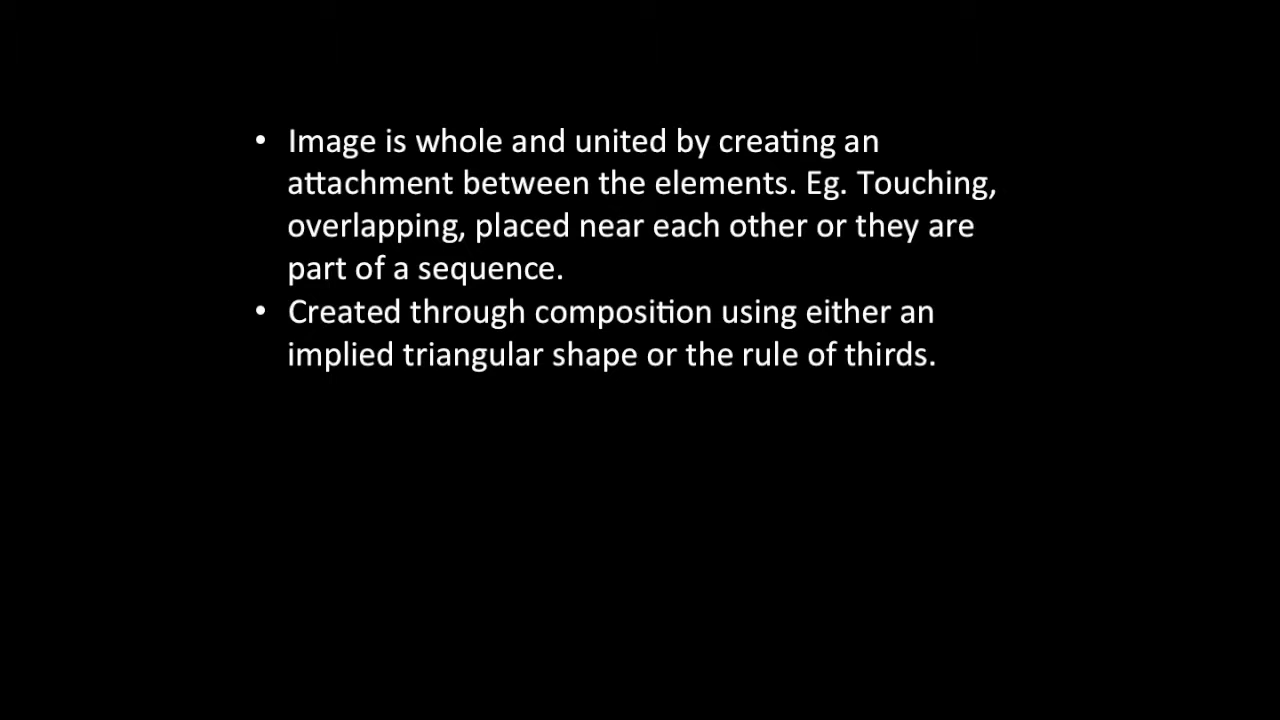 • Image is whole and united by creating an
attachment between the elements. Eg. Touching,
overlapping, placed near each other or they are
part of a sequence.
• Created through composition using either an
implied triangular shape or the rule of thirds.